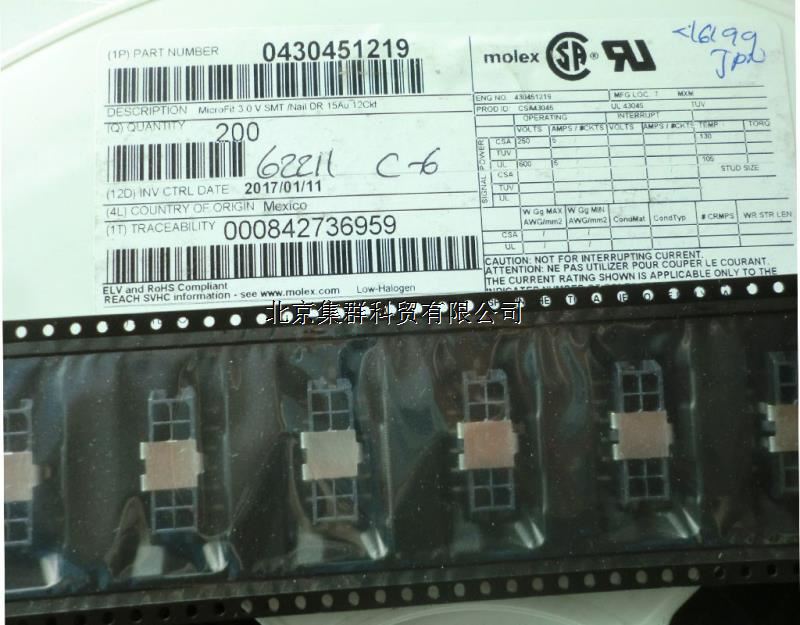 (1P) PART NUMBER 0430451219
DESCRIPTION MicroFit 3.0 V SMT /Nail DR 15Au 12Ckt
(Q) QUANTITY 200
62211 C-6
(12D) INV CTRL DATE 2017/01/11
(4L) COUNTRY OF ORIGIN Mexico
(1T) TRACEABILITY 000842736959
ELV and RoHS Compliant
REACH SVHC information - see www.molex.com Low-Halogen
molex SA ® UR
JPN
ENG NO. 430451219 MFG LOC. 7 MXM
PROD ID: CSA43045 UL 43045 TUV
OPERATING INTERRUPT
VOLTS AMPS / #CKTS VOLTS AMPS / #CKTS TEMP TORQ
SIGNAL POWER
CSA 250 5 / / 130
TUV
UL 600 5 / / 105
CSA / / STUD SIZE
TUV
UL
W Gg MAX AWG/mm2 W Gg MIN AWG/mm2 CondMat CondTyp # CRMPS WR STR LEN
CSA / /
UL / /
CAUTION: NOT FOR INTERRUPTING CURRENT.
ATTENTION: NE PAS UTILIZER POUR COUPER LE COURANT.
THE CURRENT RATING SHOWN IS APPLICABLE ONLY TO THE
北京集群科贸有限公司